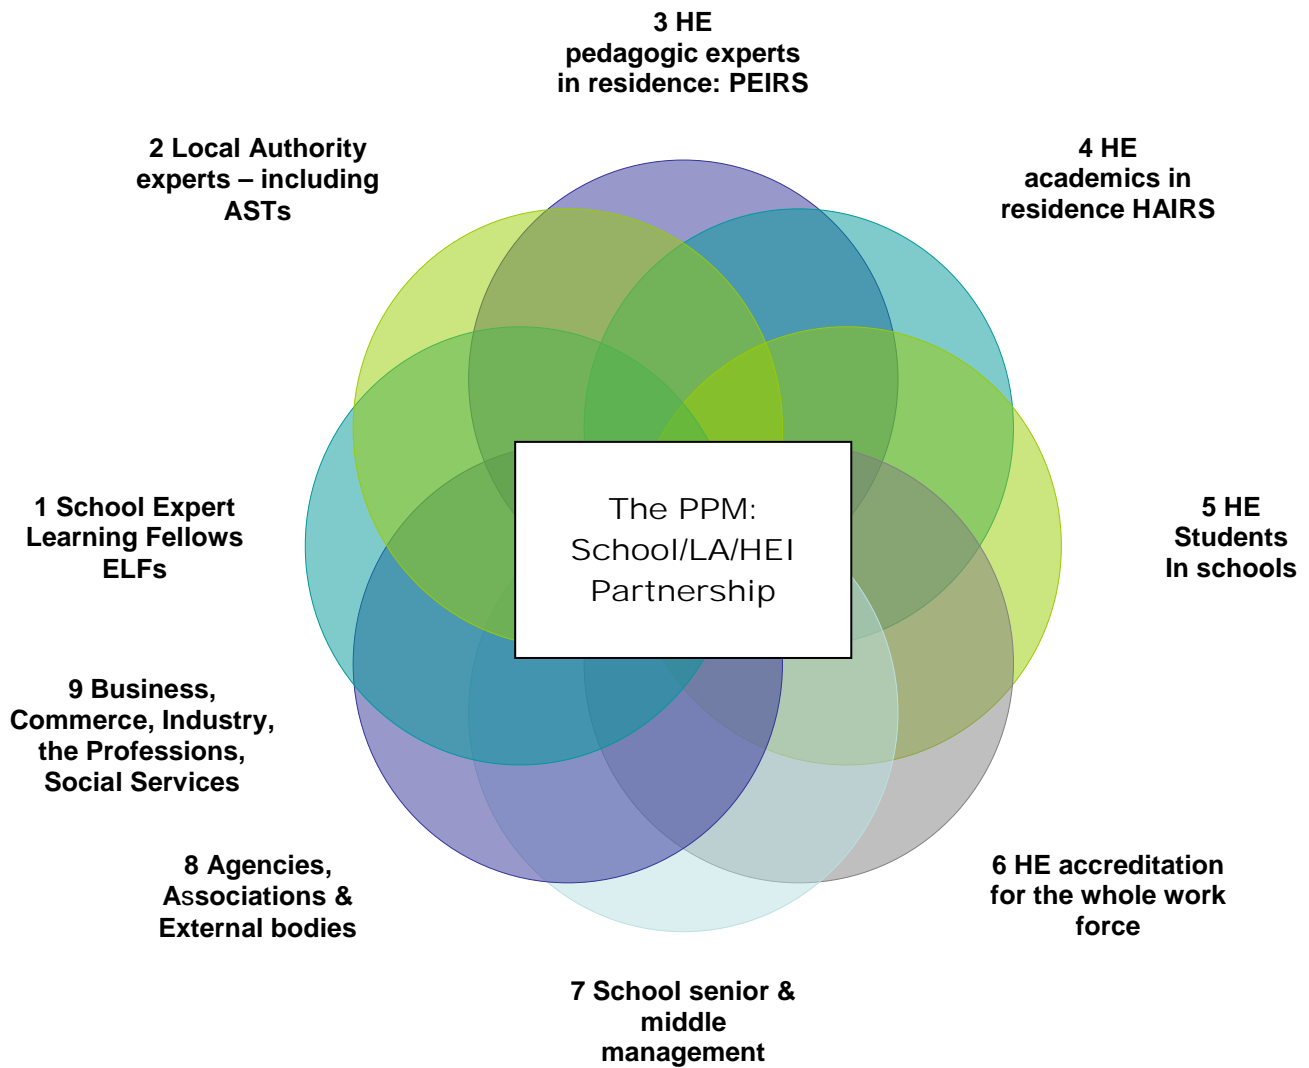 3 HE
pedagogic experts
in residence: PEIRS
2 Local Authority
experts – including
ASTs
4 HE
academics in
residence HAIRS
1 School Expert
Learning Fellows
ELFs
The PPM:
School/LA/HEI
Partnership
5 HE
Students
In schools
9 Business,
Commerce, Industry,
the Professions,
Social Services
8 Agencies,
Associations &
External bodies
6 HE accreditation
for the whole work
force
7 School senior &
middle
management